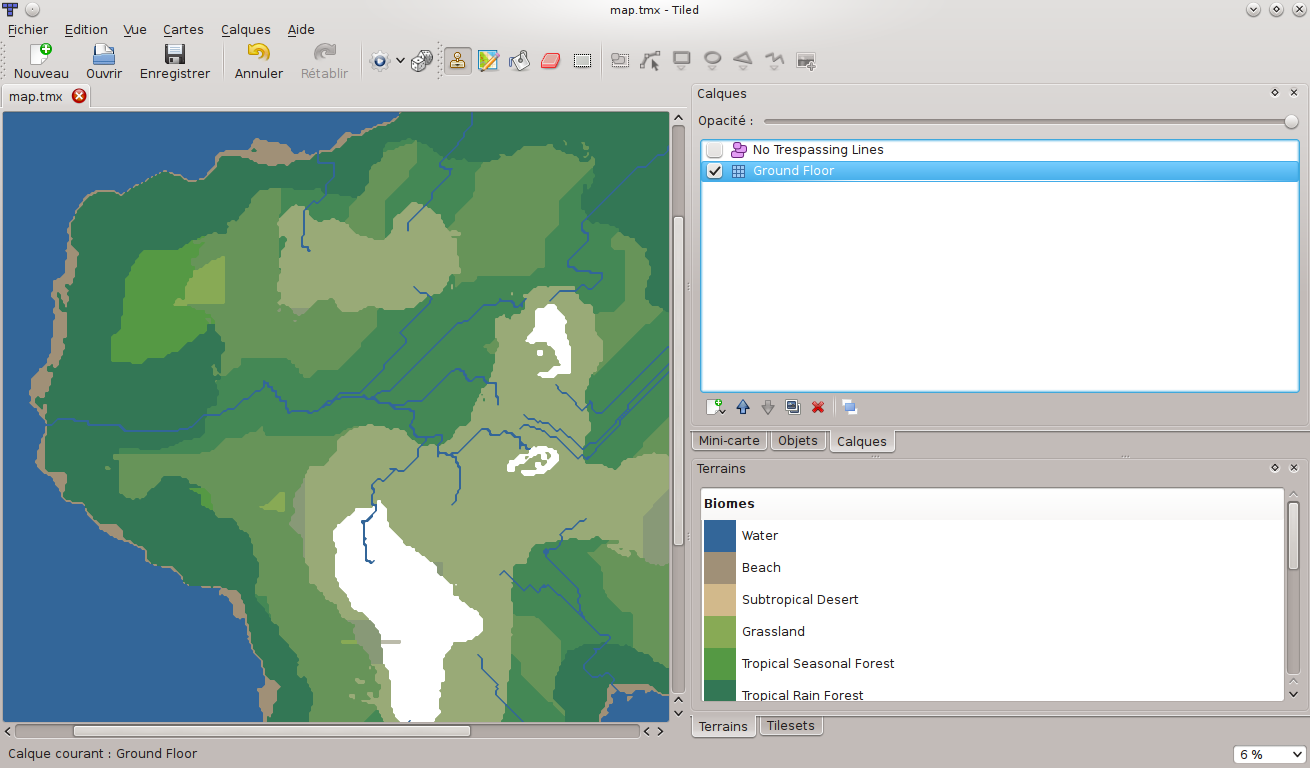 map.tmx - Tiled
Fichier Edition Vue Cartes Calques Aide
Nouveau Ouvrir Enregistrer Annuler Rétablir
map.tmx
Calques
Opacité :
No Trespassing Lines
Ground Floor
Mini-carte Objets Calques
Terrains
Biomes
Water
Beach
Subtropical Desert
Grassland
Tropical Seasonal Forest
Tropical Rain Forest
Terrains Tilesets
Calque courant : Ground Floor
6 %